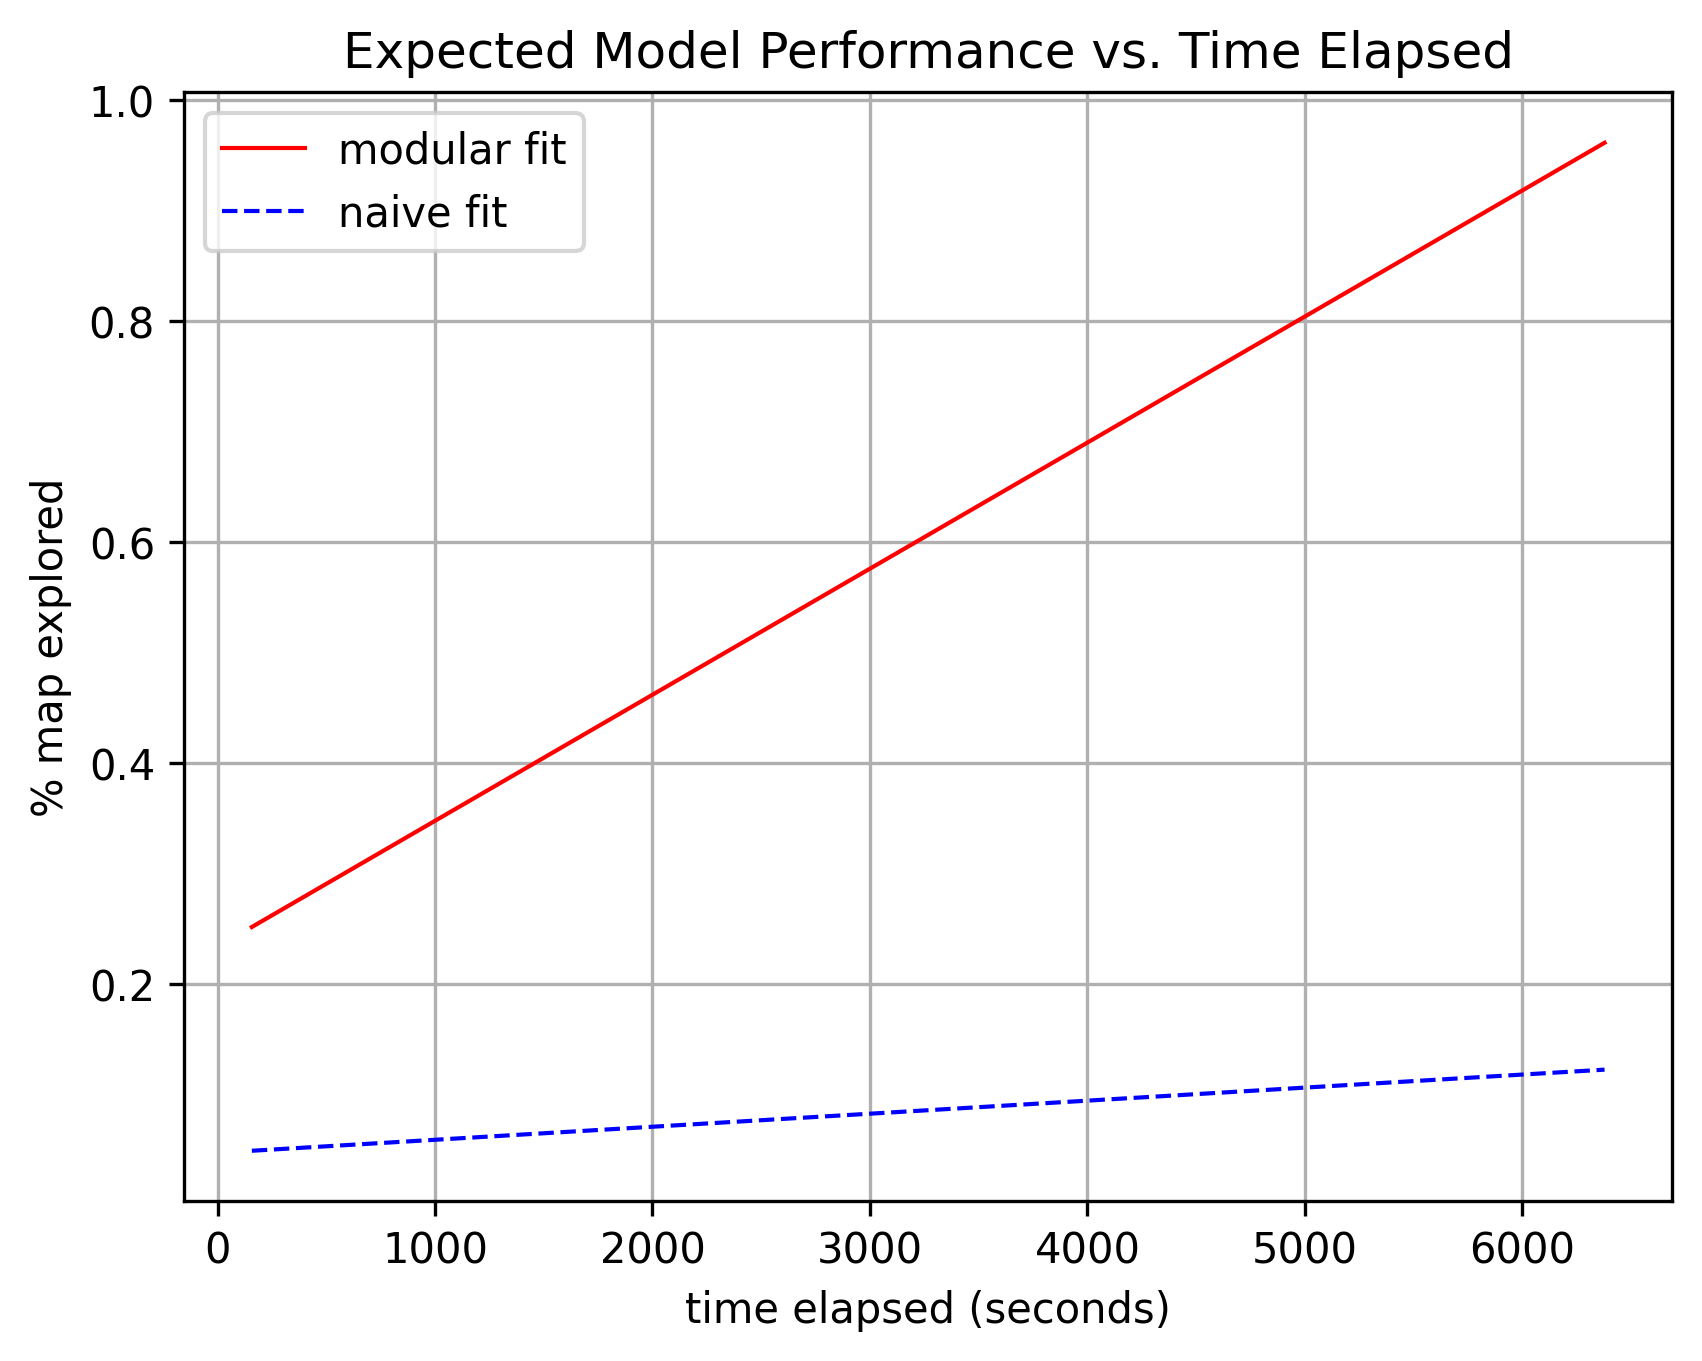 Expected Model Performance vs. Time Elapsed
1.0
0.8
0.6
0.4
0.2
% map explored
modular fit
naive fit
0 1000 2000 3000 4000 5000 6000
time elapsed (seconds)